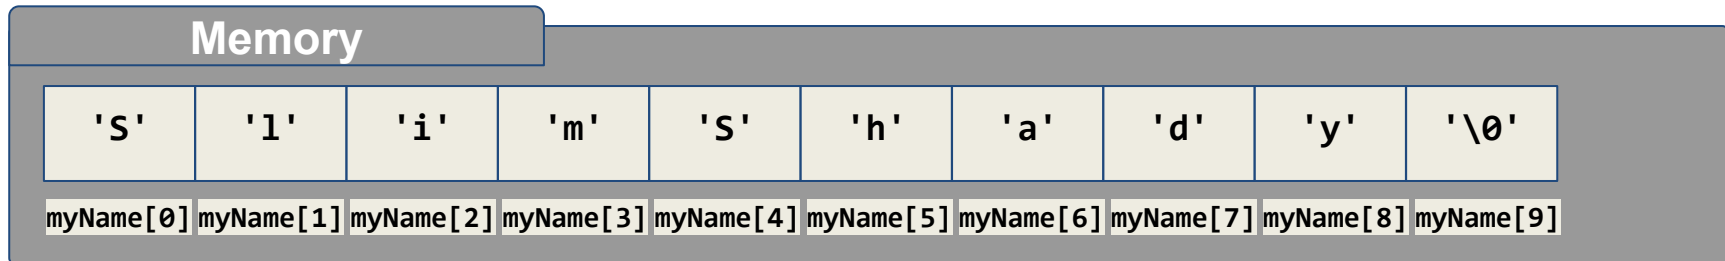 Memory
'S' 'l' 'i' 'm' 'S' 'h' 'a' 'd' 'y' '\0'
myName[0] myName[1] myName[2] myName[3] myName[4] myName[5] myName[6] myName[7] myName[8] myName[9]